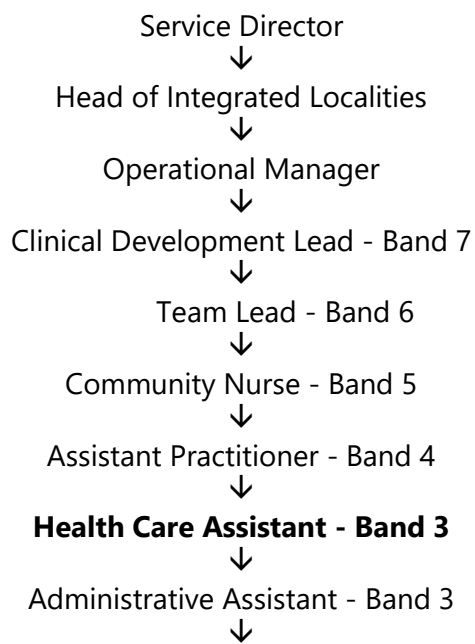 Service Director
↓
Head of Integrated Localities
↓
Operational Manager
↓
Clinical Development Lead - Band 7
↓
Team Lead - Band 6
↓
Community Nurse - Band 5
↓
Assistant Practitioner - Band 4
↓
Health Care Assistant - Band 3
↓
Administrative Assistant - Band 3
↓